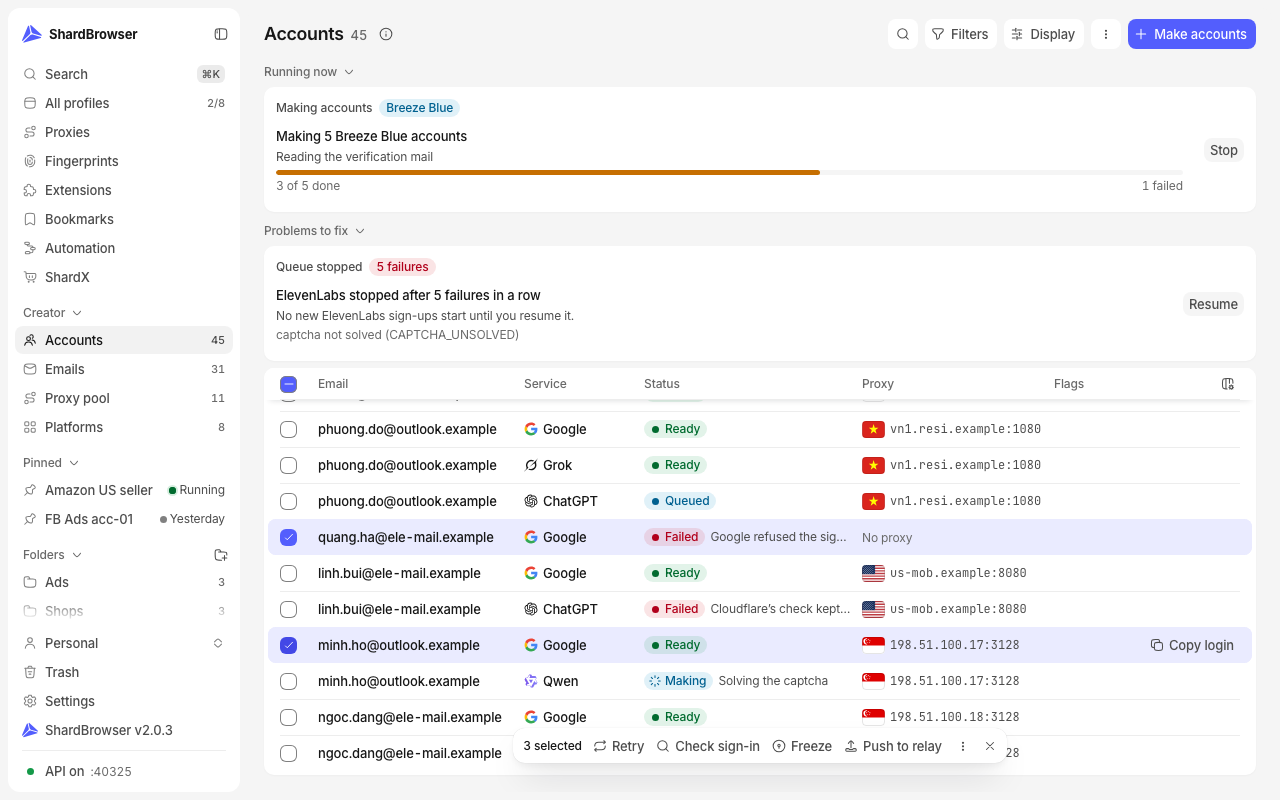 ShardBrowser
Search ⌘K
All profiles 2/8
Proxies
Fingerprints
Extensions
Bookmarks
Automation
ShardX
Creator
Accounts 45
Emails 31
Proxy pool 11
Platforms 8
Pinned
Amazon US seller Running
FB Ads acc-01 Yesterday
Folders
Ads 3
Shops 3
Personal
Trash
Settings
ShardBrowser v2.0.3
API on :40325
Accounts 45
Filters
Display
Make accounts
Running now
Making accounts Breeze Blue
Making 5 Breeze Blue accounts
Reading the verification mail
Stop
3 of 5 done 1 failed
Problems to fix
Queue stopped 5 failures
ElevenLabs stopped after 5 failures in a row
No new ElevenLabs sign-ups start until you resume it.
captcha not solved (CAPTCHA_UNSOLVED)
Resume
Email Service Status Proxy Flags
phuong.do@outlook.example Google Ready vn1.resi.example:1080
phuong.do@outlook.example Grok Ready vn1.resi.example:1080
phuong.do@outlook.example ChatGPT Queued vn1.resi.example:1080
quang.ha@ele-mail.example Google Failed Google refused the sig… No proxy
linh.bui@ele-mail.example Google Ready us-mob.example:8080
linh.bui@ele-mail.example ChatGPT Failed Cloudflare's check kept… us-mob.example:8080
minh.ho@outlook.example Google Ready 198.51.100.17:3128 Copy login
minh.ho@outlook.example Qwen Making Solving the captcha 198.51.100.17:3128
ngoc.dang@ele-mail.example Google Ready 198.51.100.18:3128
ngoc.dang@ele-mail.example
3 selected Retry Check sign-in Freeze Push to relay